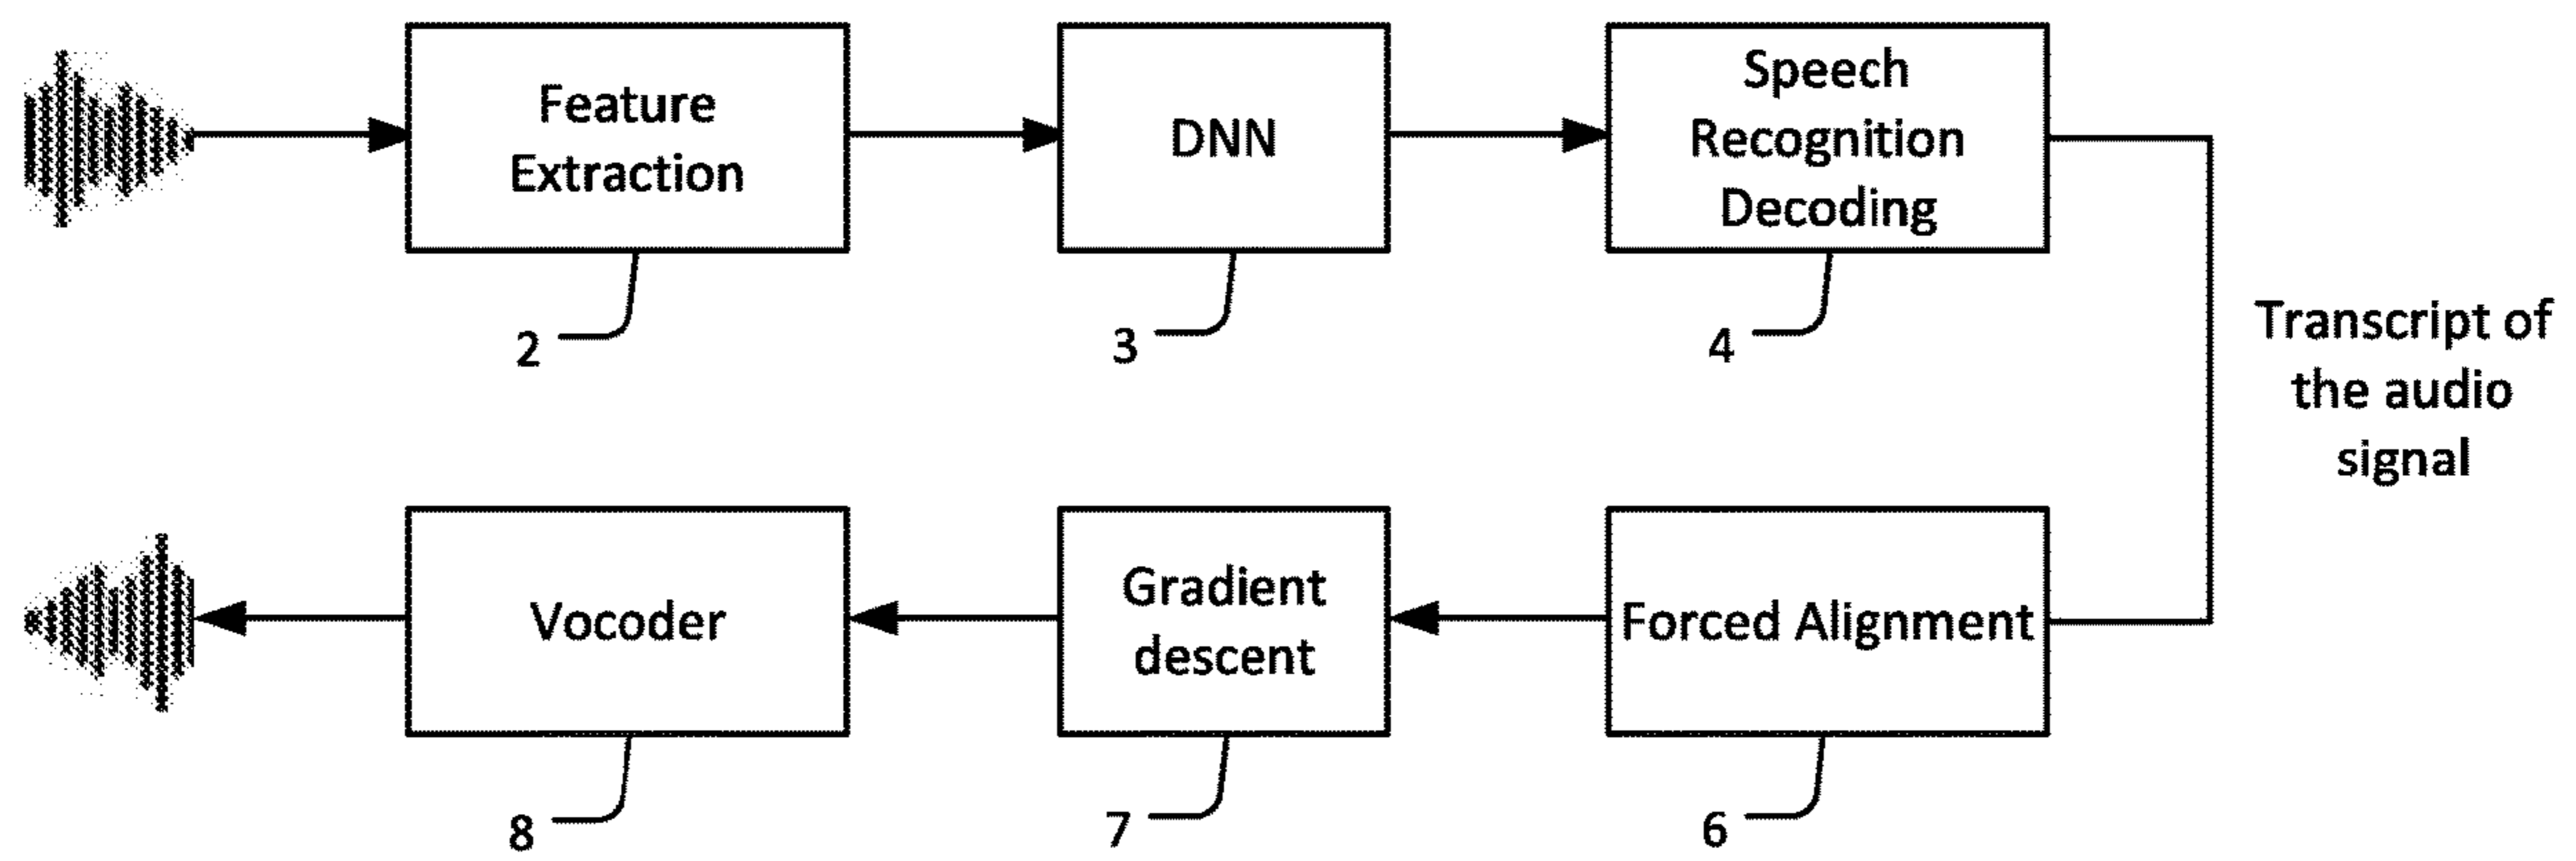 Feature
Extraction
DNN
Speech
Recognition
Decoding
2
3
4
Transcript of
the audio
signal
Vocoder
Gradient
descent
Forced Alignment
8
7
6